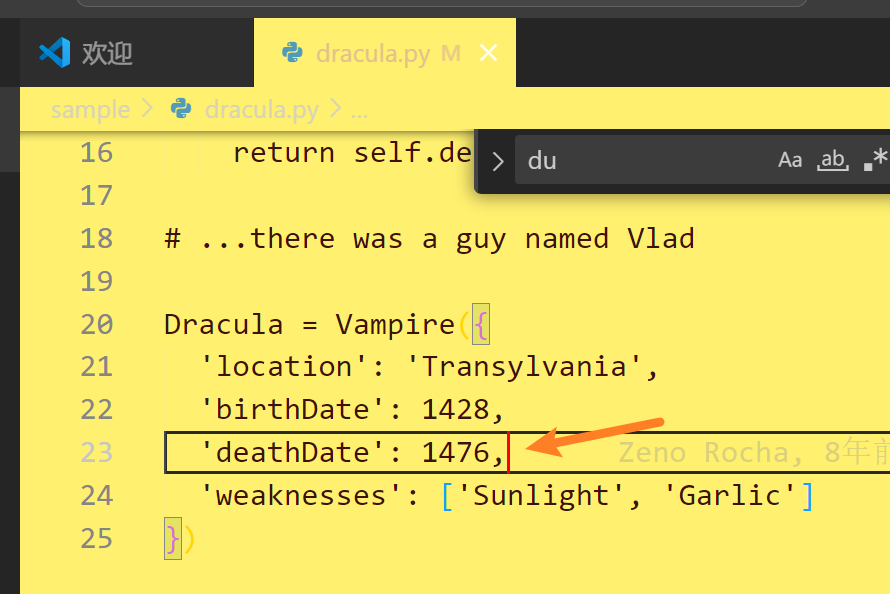 欢迎 dracula.py M
sample dracula.py ...
du Aa ab .*
16 return self.de
17
18 # ...there was a guy named Vlad
19
20 Dracula = Vampire({
21 'location': 'Transylvania',
22 'birthDate': 1428,
23 'deathDate': 1476, Zeno Rocha, 8年前
24 'weaknesses': ['Sunlight', 'Garlic']
25 })